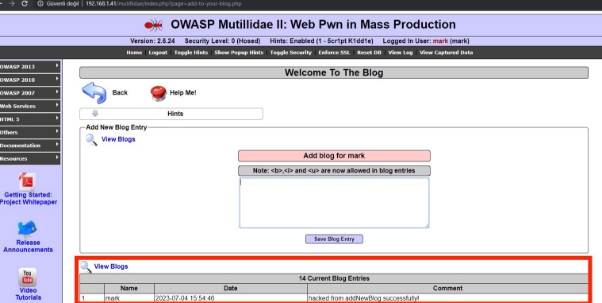 Güvenli değil | 192.168.1.41/mutillidae/index.php?page=add-to-your-blog.php
OWASP Mutillidae II: Web Pwn in Mass Production
Version: 2.6.24 Security Level: 0 (Hosed) Hints: Enabled (1 - 5cr1pt K1dd1e) Logged In User: mark (mark)
Home Logout Toggle Hints Show Popup Hints Toggle Security Enforce SSL Reset DB View Log View Captured Data
OWASP 2013
OWASP 2010
OWASP 2007
Web Services
HTML 5
Others
Documentation
Resources
Getting Started:
Project Whitepaper
Release
Announcements
You
Tube
Video
Tutorials
Welcome To The Blog
Back
Help Me!
Hints
Add New Blog Entry
View Blogs
Add blog for mark
Note: <b>,<i> and <u> are now allowed in blog entries
Save Blog Entry
View Blogs
14 Current Blog Entries
Name Date Comment
1 mark 2023-07-04 15:54:46 hacked from addNewBlog successfully!